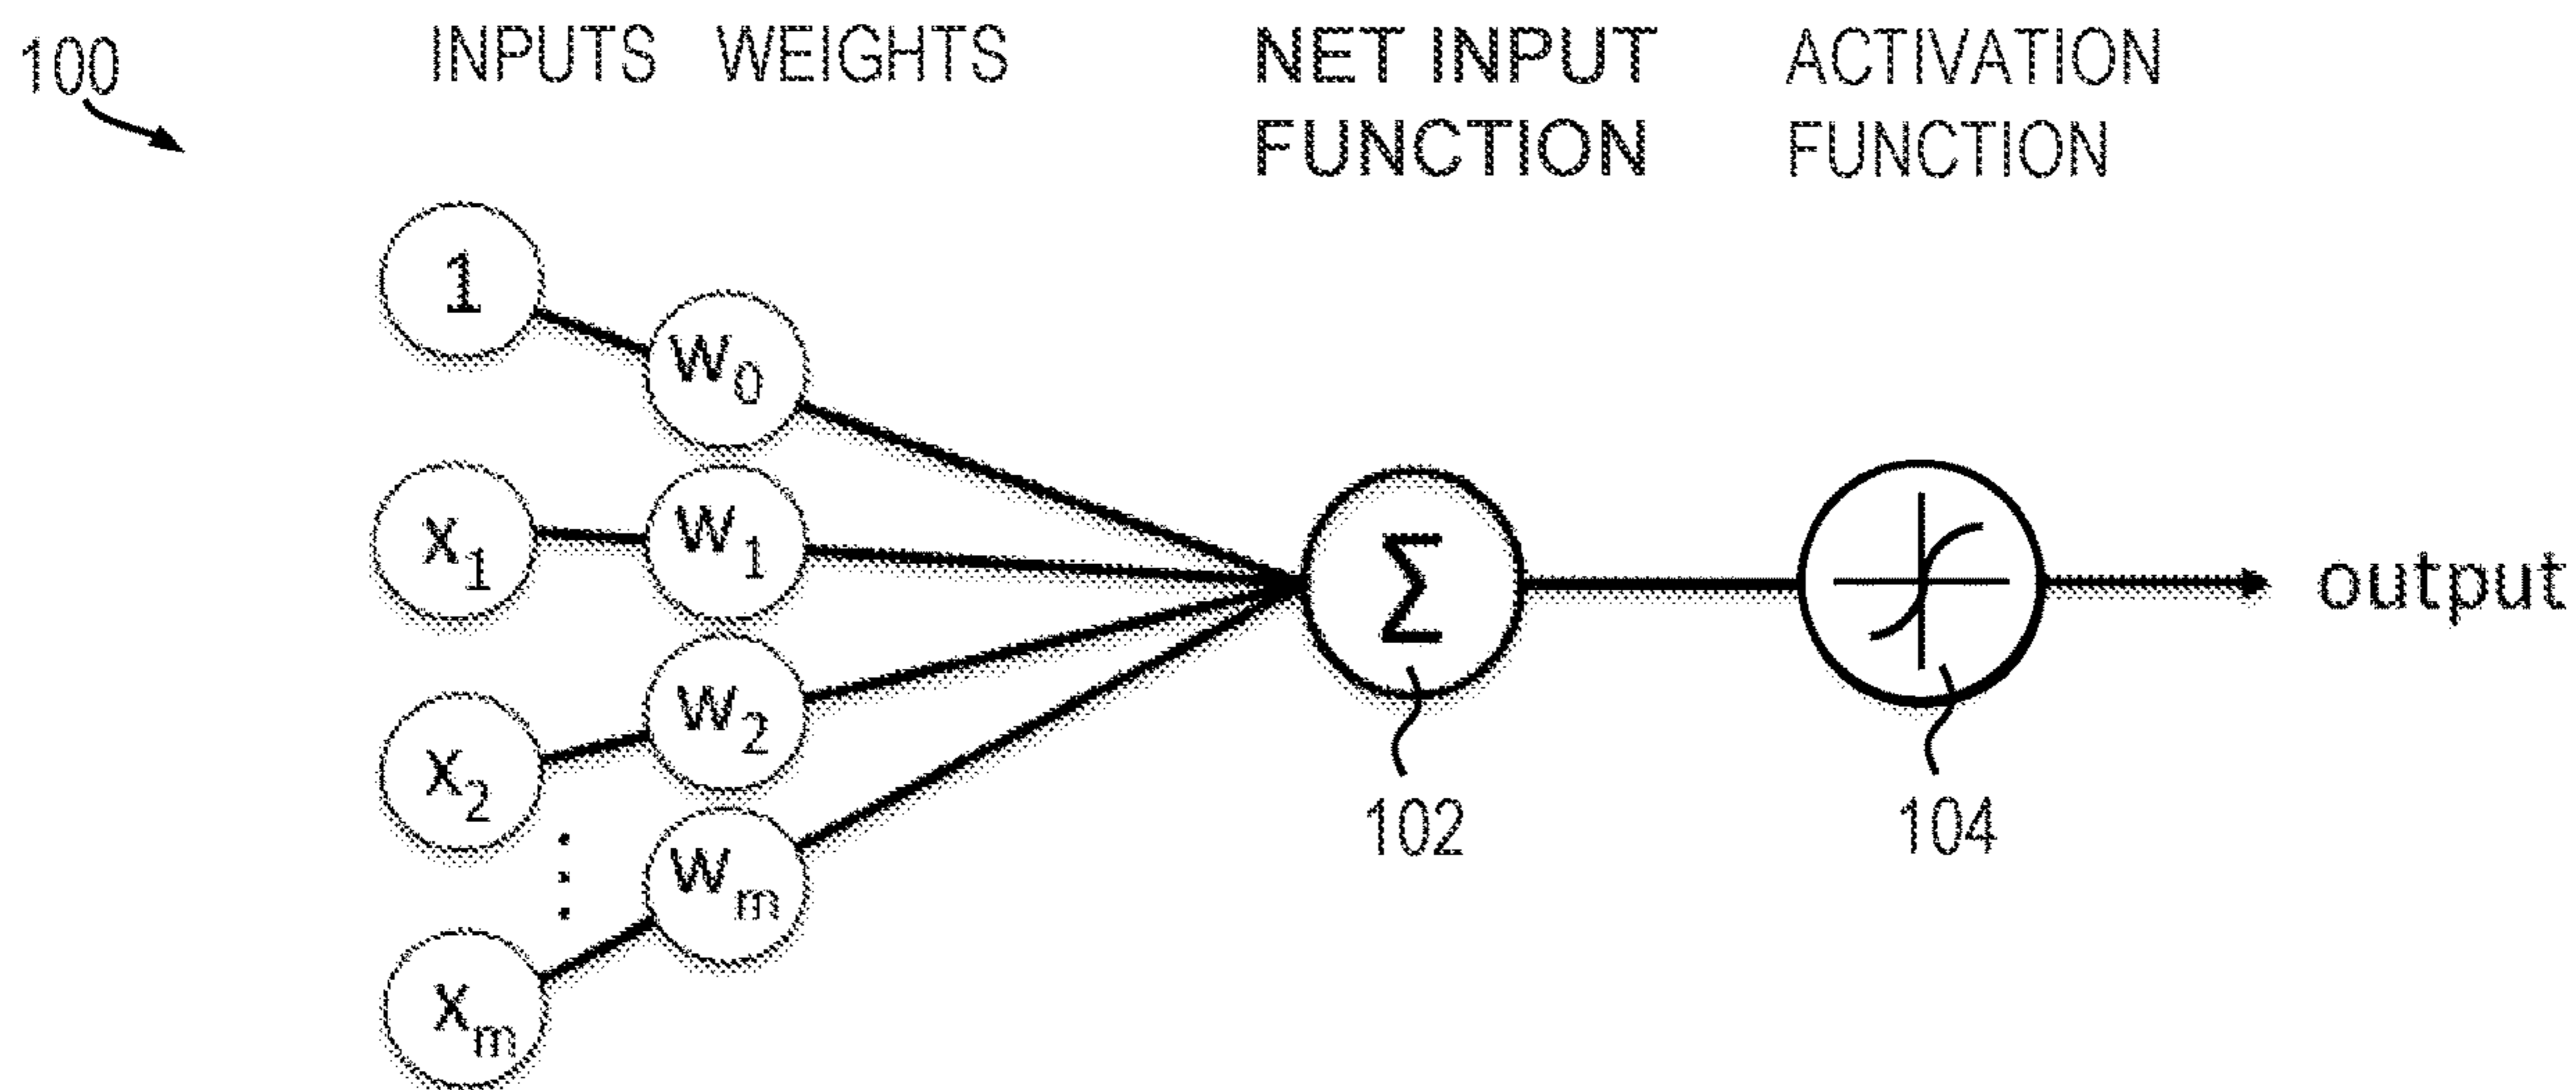 100
INPUTS WEIGHTS
NET INPUT
FUNCTION
ACTIVATION
FUNCTION
1
w0
x1
w1
x2
w2
xm
wm
Σ
102
104
output